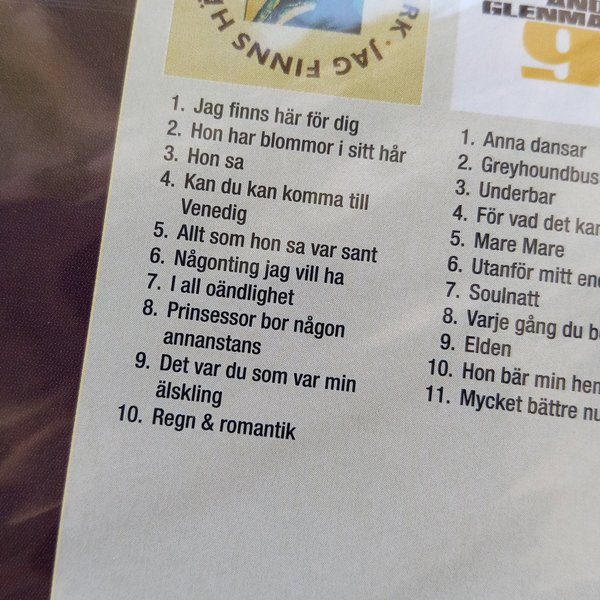 RK · JAG FINNS HÄ
GLENMA
9
1. Jag finns här för dig
2. Hon har blommor i sitt hår
3. Hon sa
4. Kan du kan komma till
Venedig
5. Allt som hon sa var sant
6. Någonting jag vill ha
7. I all oändlighet
8. Prinsessor bor någon
annanstans
9. Det var du som var min
älskling
10. Regn & romantik
1. Anna dansar
2. Greyhoundbus
3. Underbar
4. För vad det kan
5. Mare Mare
6. Utanför mitt
7. Soulnatt
8. Varje gång du
9. Elden
10. Hon bär min
11. Mycket bättre nu